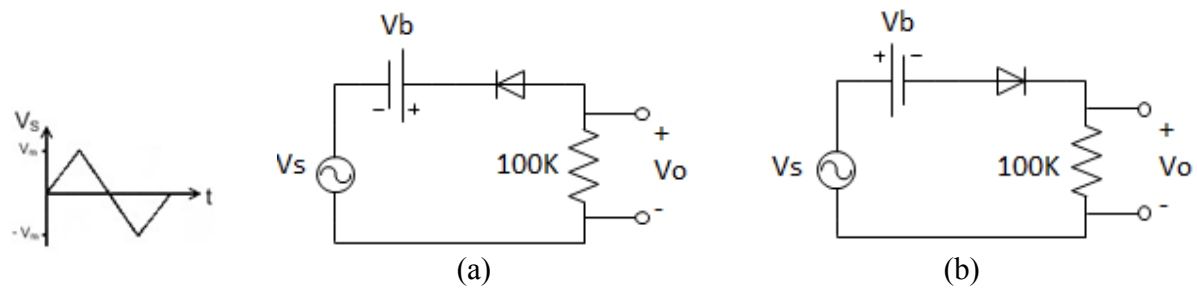 Vs
Vm
t
- Vm
Vb
- +
Vs
100K
+
Vo
-
(a)
Vb
+ -
Vs
100K
+
Vo
-
(b)